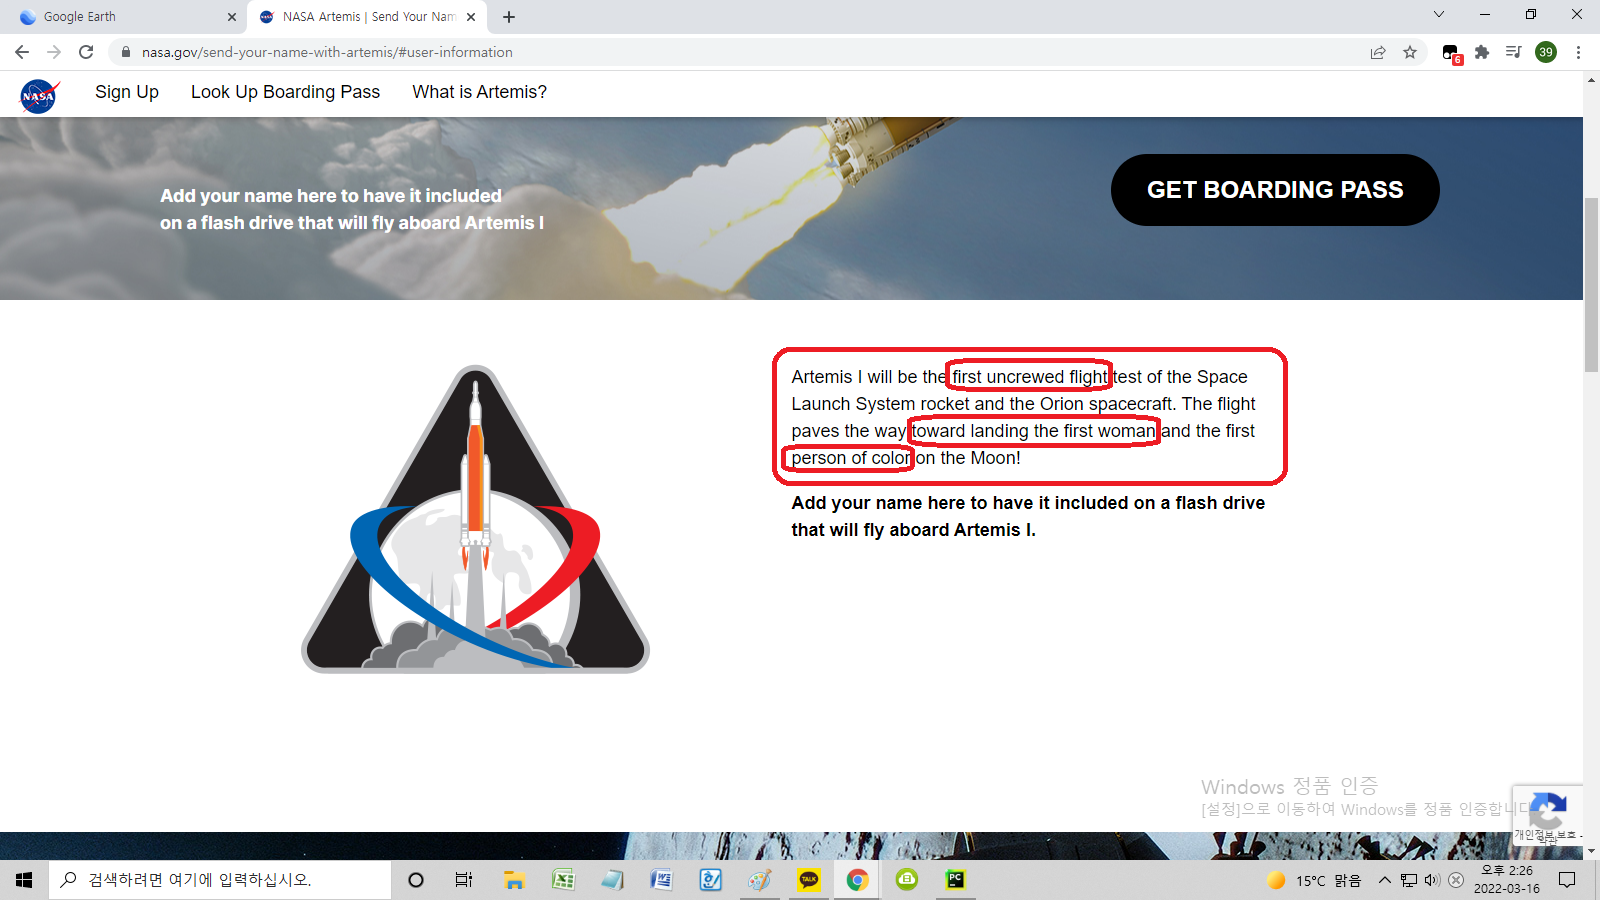 Google Earth
NASA Artemis | Send Your Nam
nasa.gov/send-your-name-with-artemis/#user-information
6
39
NASA
Sign Up
Look Up Boarding Pass
What is Artemis?
Add your name here to have it included
on a flash drive that will fly aboard Artemis I
GET BOARDING PASS
Artemis I will be the first uncrewed flight test of the Space
Launch System rocket and the Orion spacecraft. The flight
paves the way toward landing the first woman and the first
person of color on the Moon!
Add your name here to have it included on a flash drive
that will fly aboard Artemis I.
Windows 정품 인증
[설정]으로 이동하여 Windows를 정품 인증합니다
개인정보 보호 -
약관
검색하려면 여기에 입력하십시오.
TALK
PC
15°C 맑음
오후 2:26
2022-03-16